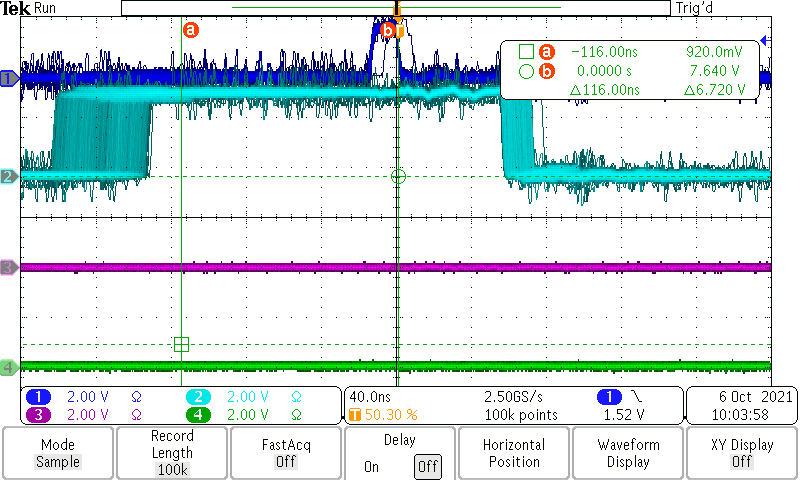 Tek Run Trig'd
a b T
a −116.00ns 920.0mV
b 0.0000 s 7.640 V
Δ116.00ns Δ6.720 V
1
2
3
4
1 2.00 V Ω 2 2.00 V Ω
3 2.00 V Ω 4 2.00 V Ω
40.0ns 2.50GS/s 1
T 50.30 % 100k points 1.52 V
6 Oct 2021
10:03:58
Mode
Sample
Record
Length
100k
FastAcq
Off
Delay
On Off
Horizontal
Position
Waveform
Display
XY Display
Off